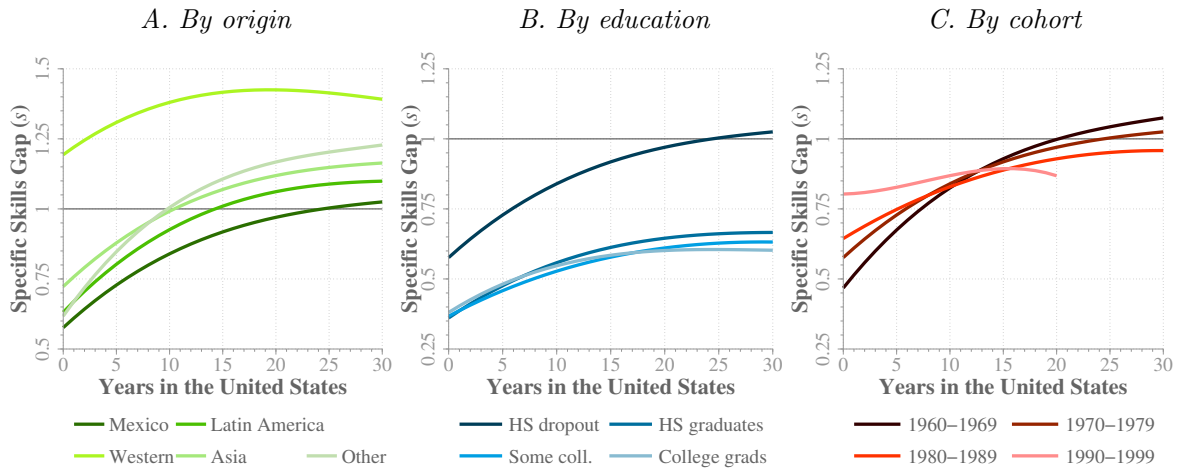 A. By origin
B. By education
C. By cohort
Specific Skills Gap (s)
1.5
1.25
1
0.75
0.5
0 5 10 15 20 25 30
Years in the United States
Mexico Latin America
Western Asia Other
Specific Skills Gap (s)
1.25
1
0.75
0.5
0.25
0 5 10 15 20 25 30
Years in the United States
HS dropout HS graduates
Some coll. College grads
Specific Skills Gap (s)
1.25
1
0.75
0.5
0.25
0 5 10 15 20 25 30
Years in the United States
1960–1969 1970–1979
1980–1989 1990–1999